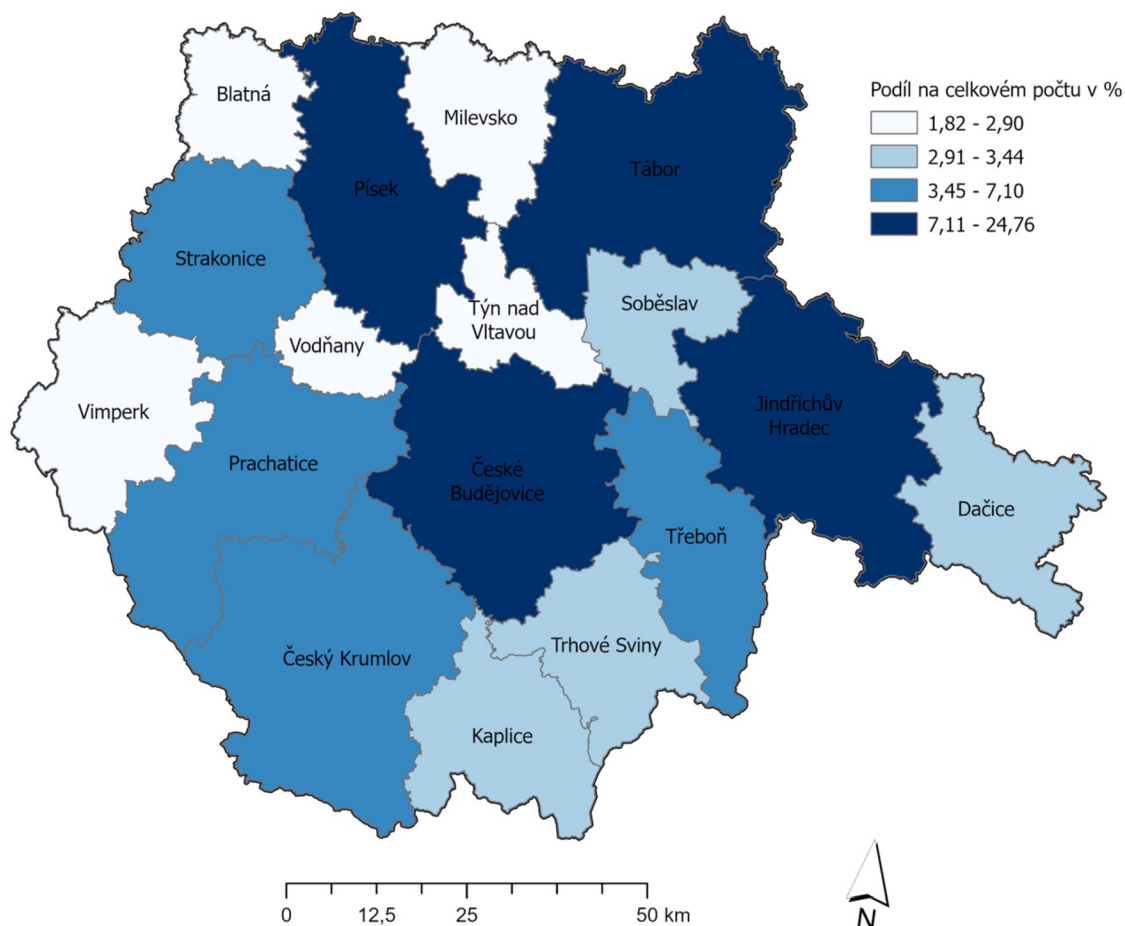 Podíl na celkovém počtu v %
1,82 - 2,90
2,91 - 3,44
3,45 - 7,10
7,11 - 24,76
Blatná
Milevsko
Písek
Tábor
Strakonice
Týn nad
Vltavou
Soběslav
Vodňany
Vimperk
Jindřichův
Hradec
Prachatice
České
Budějovice
Dačice
Třeboň
Český Krumlov
Trhové Sviny
Kaplice
0 12,5 25 50 km
N